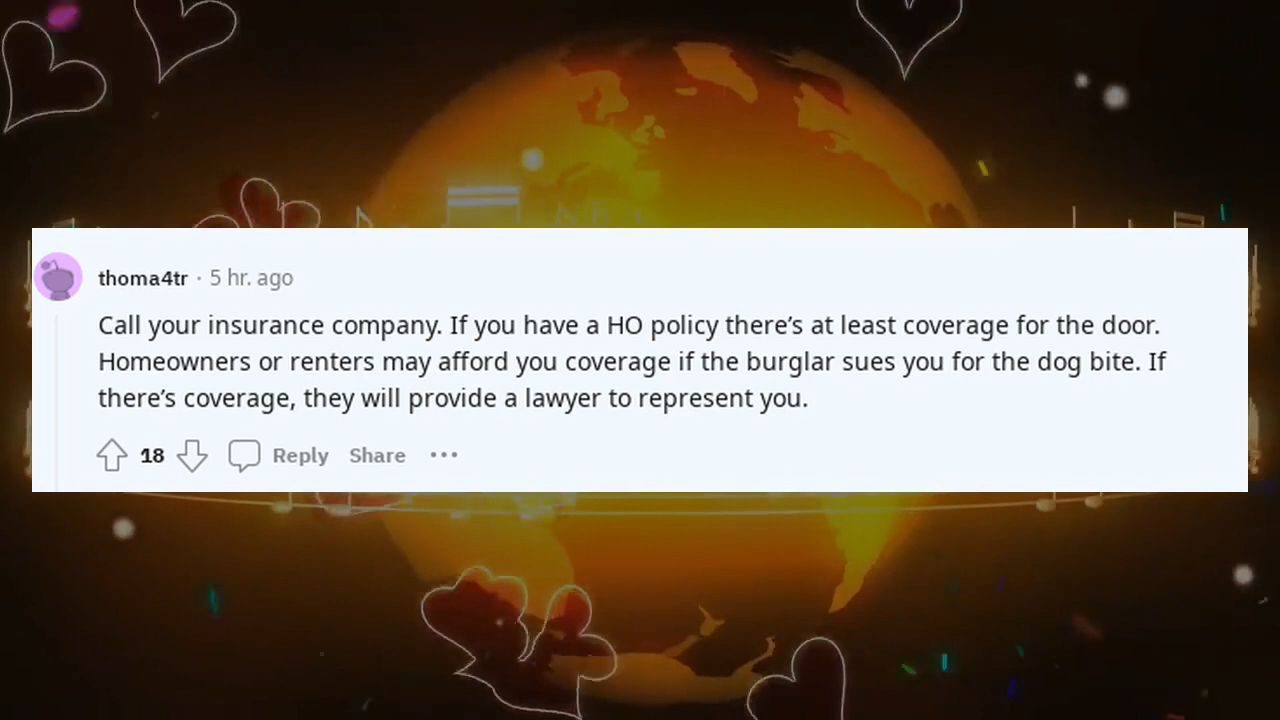 thoma4tr · 5 hr. ago
Call your insurance company. If you have a HO policy there’s at least coverage for the door.
Homeowners or renters may afford you coverage if the burglar sues you for the dog bite. If
there’s coverage, they will provide a lawyer to represent you.
18 Reply Share •••